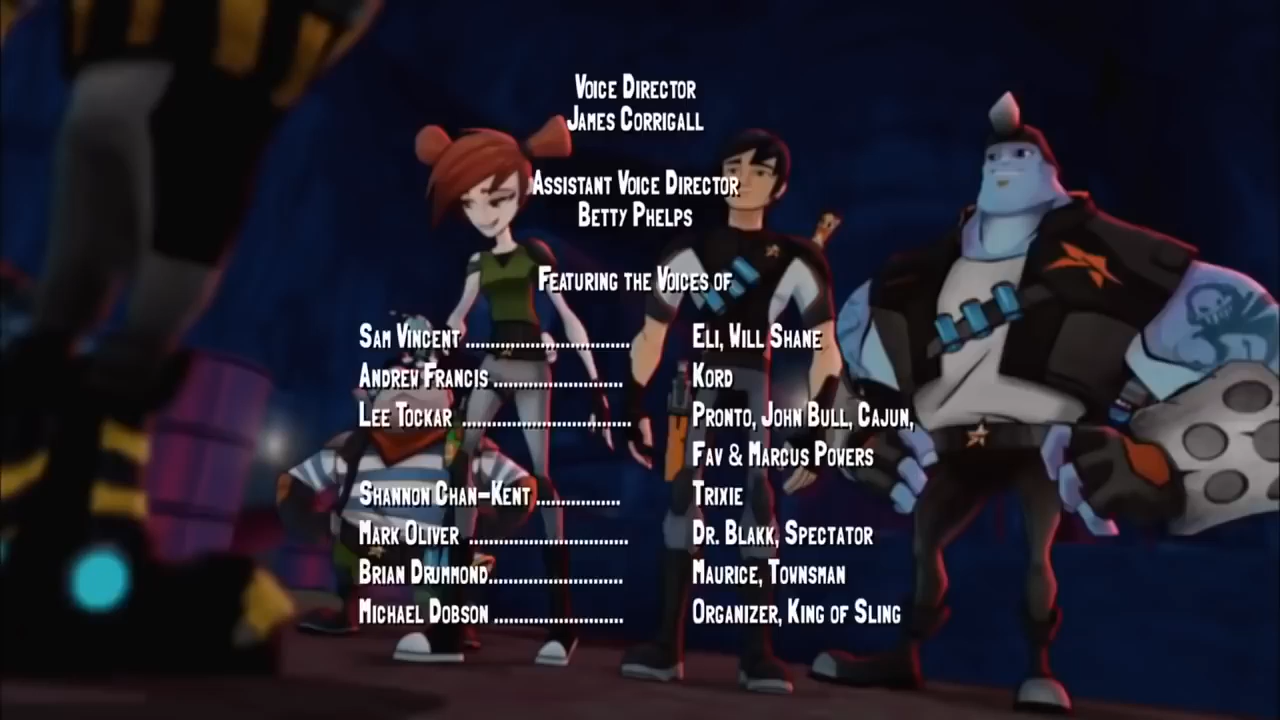 Voice Director
James Corrigall
Assistant Voice Director
Betty Phelps
Featuring the Voices of
Sam Vincent ................................. Eli, Will Shane
Andrew Francis .......................... Kord
Lee Tockar .................................. Pronto, John Bull, Cajun,
Fav & Marcus Powers
Shannon Chan-Kent ................. Trixie
Mark Oliver ................................ Dr. Blakk, Spectator
Brian Drummond........................... Maurice, Townsman
Michael Dobson .......................... Organizer, King of Sling